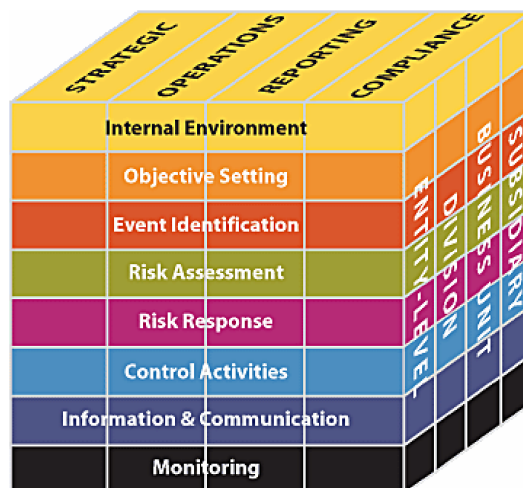 STRATEGIC
OPERATIONS
REPORTING
COMPLIANCE
Internal Environment
Objective Setting
Event Identification
Risk Assessment
Risk Response
Control Activities
Information & Communication
Monitoring
ENTITY-LEVEL
DIVISION
BUSINESS UNIT
SUBSIDIARY